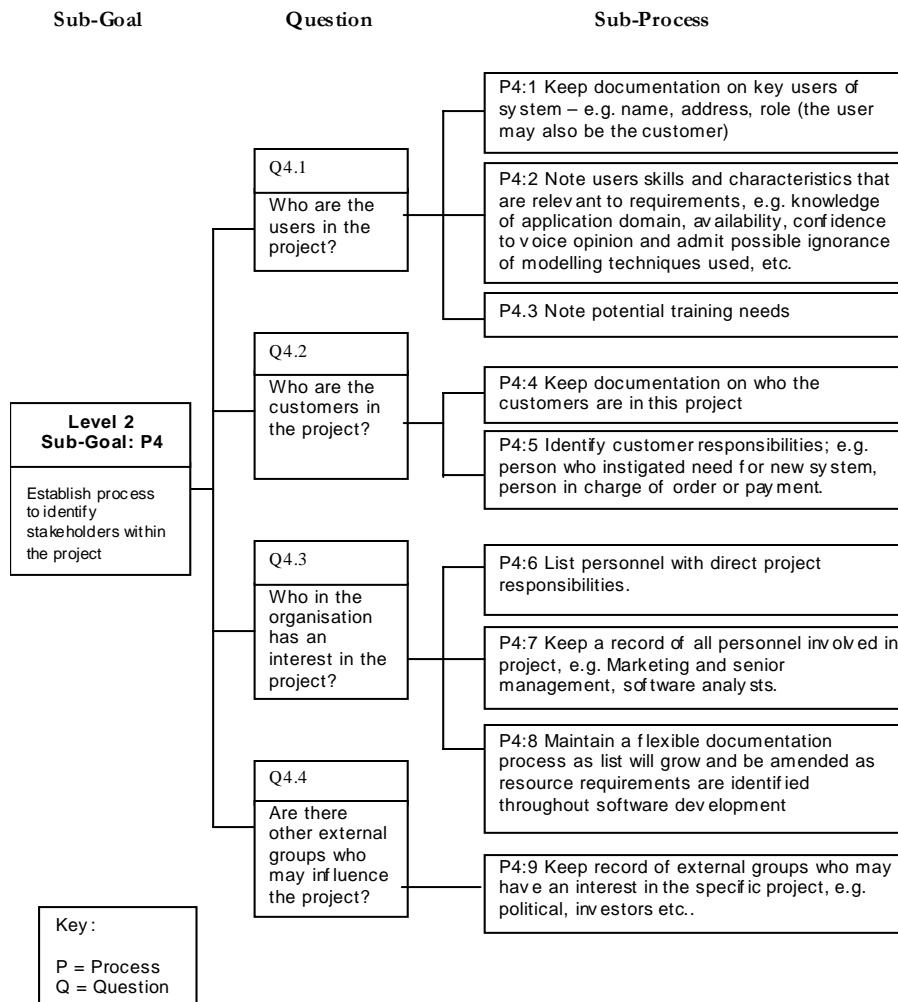 Sub-Goal
Question
Sub-Process
Level 2
Sub-Goal: P4
Establish process
to identify
stakeholders within
the project
Q4.1
Who are the
users in the
project?
P4:1 Keep documentation on key users of
system – e.g. name, address, role (the user
may also be the customer)
P4:2 Note users skills and characteristics that
are relevant to requirements, e.g. knowledge
of application domain, availability, confidence
to voice opinion and admit possible ignorance
of modelling techniques used, etc.
P4.3 Note potential training needs
Q4.2
Who are the
customers in
the project?
P4:4 Keep documentation on who the
customers are in this project
P4:5 Identify customer responsibilities; e.g.
person who instigated need for new system,
person in charge of order or payment.
Q4.3
Who in the
organisation
has an
interest in the
project?
P4:6 List personnel with direct project
responsibilities.
P4:7 Keep a record of all personnel involved in
project, e.g. Marketing and senior
management, software analysts.
P4:8 Maintain a flexible documentation
process as list will grow and be amended as
resource requirements are identified
throughout software development
Q4.4
Are there
other external
groups who
may influence
the project?
P4:9 Keep record of external groups who may
have an interest in the specific project, e.g.
political, investors etc..
Key:
P = Process
Q = Question